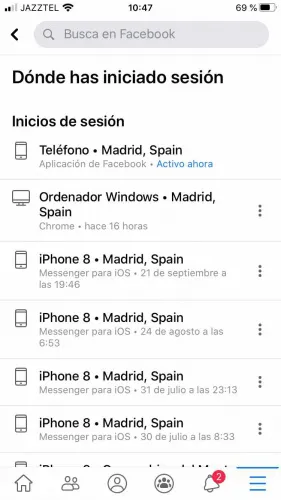 JAZZTEL 10:47 69 %
Busca en Facebook
Dónde has iniciado sesión
Inicios de sesión
Teléfono • Madrid, Spain
Aplicación de Facebook • Activo ahora
Ordenador Windows • Madrid,
Spain
Chrome • hace 16 horas
iPhone 8 • Madrid, Spain
Messenger para iOS • 21 de septiembre a
las 19:46
iPhone 8 • Madrid, Spain
Messenger para iOS • 24 de agosto a las
6:53
iPhone 8 • Madrid, Spain
Messenger para iOS • 31 de julio a las 23:13
iPhone 8 • Madrid, Spain
Messenger para iOS • 30 de julio a las 8:33
2